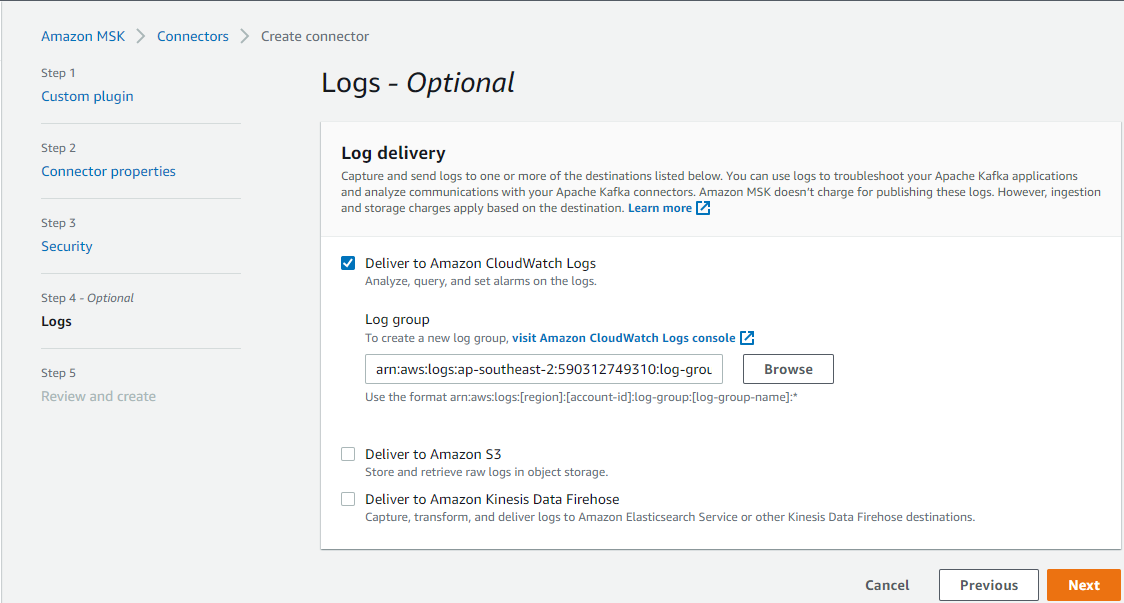 Amazon MSK > Connectors > Create connector
Step 1
Custom plugin
Step 2
Connector properties
Step 3
Security
Step 4 - Optional
Logs
Step 5
Review and create
Logs - Optional
Log delivery
Capture and send logs to one or more of the destinations listed below. You can use logs to troubleshoot your Apache Kafka applications
and analyze communications with your Apache Kafka connectors. Amazon MSK doesn't charge for publishing these logs. However, ingestion
and storage charges apply based on the destination. Learn more
Deliver to Amazon CloudWatch Logs
Analyze, query, and set alarms on the logs.
Log group
To create a new log group, visit Amazon CloudWatch Logs console
arn:aws:logs:ap-southeast-2:590312749310:log-grou
Browse
Use the format arn:aws:logs:[region]:[account-id]:log-group:[log-group-name]:*
Deliver to Amazon S3
Store and retrieve raw logs in object storage.
Deliver to Amazon Kinesis Data Firehose
Capture, transform, and deliver logs to Amazon Elasticsearch Service or other Kinesis Data Firehose destinations.
Cancel
Previous
Next